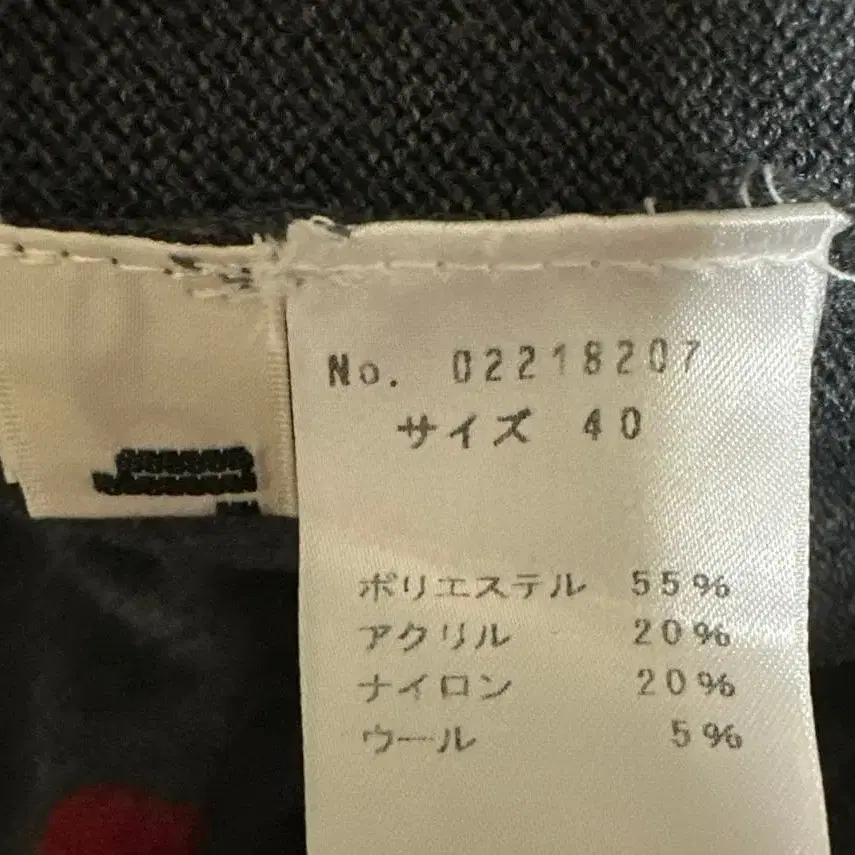 No. 02218207
サイズ 40
ポリエステル 55%
アクリル 20%
ナイロン 20%
ウール 5%